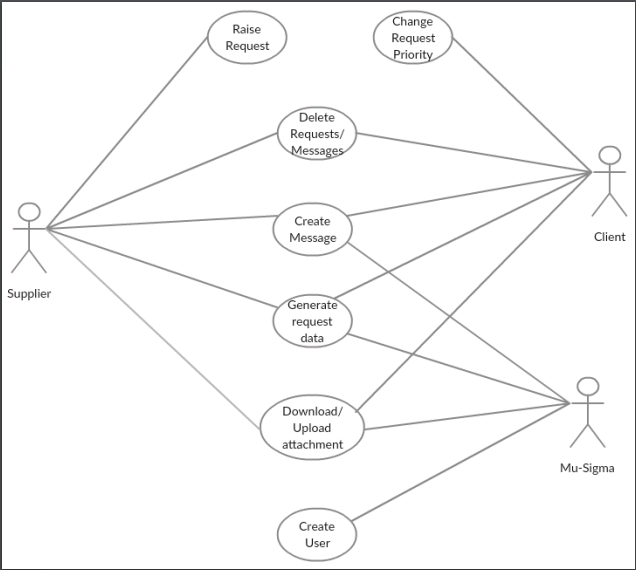 Raise
Request
Change
Request
Priority
Delete
Requests/
Messages
Create
Message
Client
Supplier
Generate
request
data
Download/
Upload
attachment
Mu-Sigma
Create
User